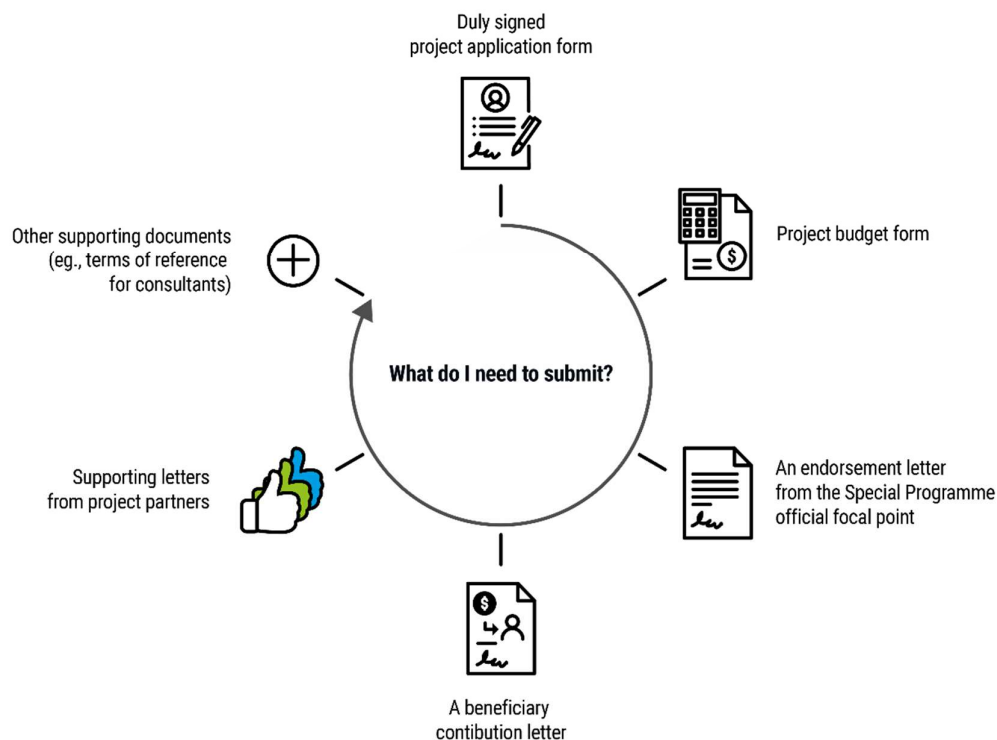 Duly signed
project application form
Project budget form
An endorsement letter
from the Special Programme
official focal point
A beneficiary
contibution letter
Supporting letters
from project partners
Other supporting documents
(eg., terms of reference
for consultants)
What do I need to submit?